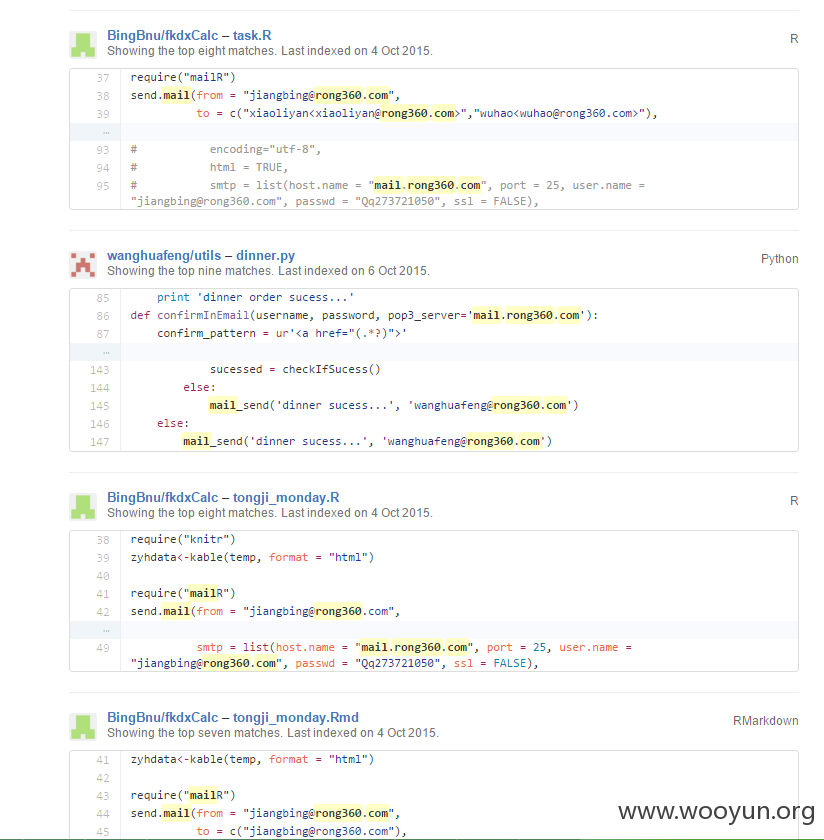 BingBnu/fkdxCalc – task.R
R
Showing the top eight matches. Last indexed on 4 Oct 2015.
37 require("mailR")
38 send.mail(from = "jiangbing@rong360.com",
39 to = c("xiaoliyan<xiaoliyan@rong360.com>","wuhao<wuhao@rong360.com>"),
…
93 # encoding="utf-8",
94 # html = TRUE,
95 # smtp = list(host.name = "mail.rong360.com", port = 25, user.name =
"jiangbing@rong360.com", passwd = "Qq273721050", ssl = FALSE),
wanghuafeng/utils – dinner.py
Python
Showing the top nine matches. Last indexed on 6 Oct 2015.
85 print 'dinner order sucess...'
86 def confirmInEmail(username, password, pop3_server='mail.rong360.com'):
87 confirm_pattern = ur'<a href="(.*?)">'
…
143 sucessed = checkIfSucess()
144 else:
145 mail_send('dinner sucess...', 'wanghuafeng@rong360.com')
146 else:
147 mail_send('dinner sucess...', 'wanghuafeng@rong360.com')
BingBnu/fkdxCalc – tongji_monday.R
R
Showing the top eight matches. Last indexed on 4 Oct 2015.
38 require("knitr")
39 zyhdata<-kable(temp, format = "html")
40
41 require("mailR")
42 send.mail(from = "jiangbing@rong360.com",
…
49 smtp = list(host.name = "mail.rong360.com", port = 25, user.name =
"jiangbing@rong360.com", passwd = "Qq273721050", ssl = FALSE),
BingBnu/fkdxCalc – tongji_monday.Rmd
RMarkdown
Showing the top seven matches. Last indexed on 4 Oct 2015.
41 zyhdata<-kable(temp, format = "html")
42
43 require("mailR")
44 send.mail(from = "jiangbing@rong360.com",
45 to = c("jiangbing@rong360.com"),
www.wooyun.org